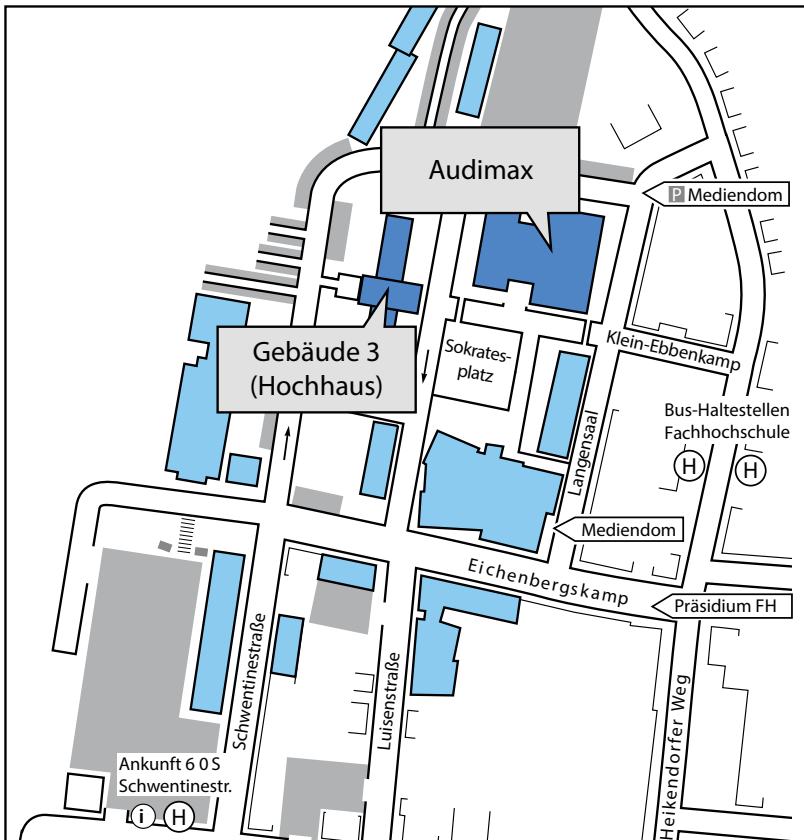 Audimax
P Mediendom
Gebäude 3
(Hochhaus)
Sokrates-
platz
Klein-Ebbenkamp
Bus-Haltestellen
Fachhochschule
H H
Langensaal
Mediendom
Eichenbergskamp
Präsidium FH
Schwentinestraße
Luisenstraße
Heikendorfer Weg
Ankunft 6 0 S
Schwentinestr.
i H